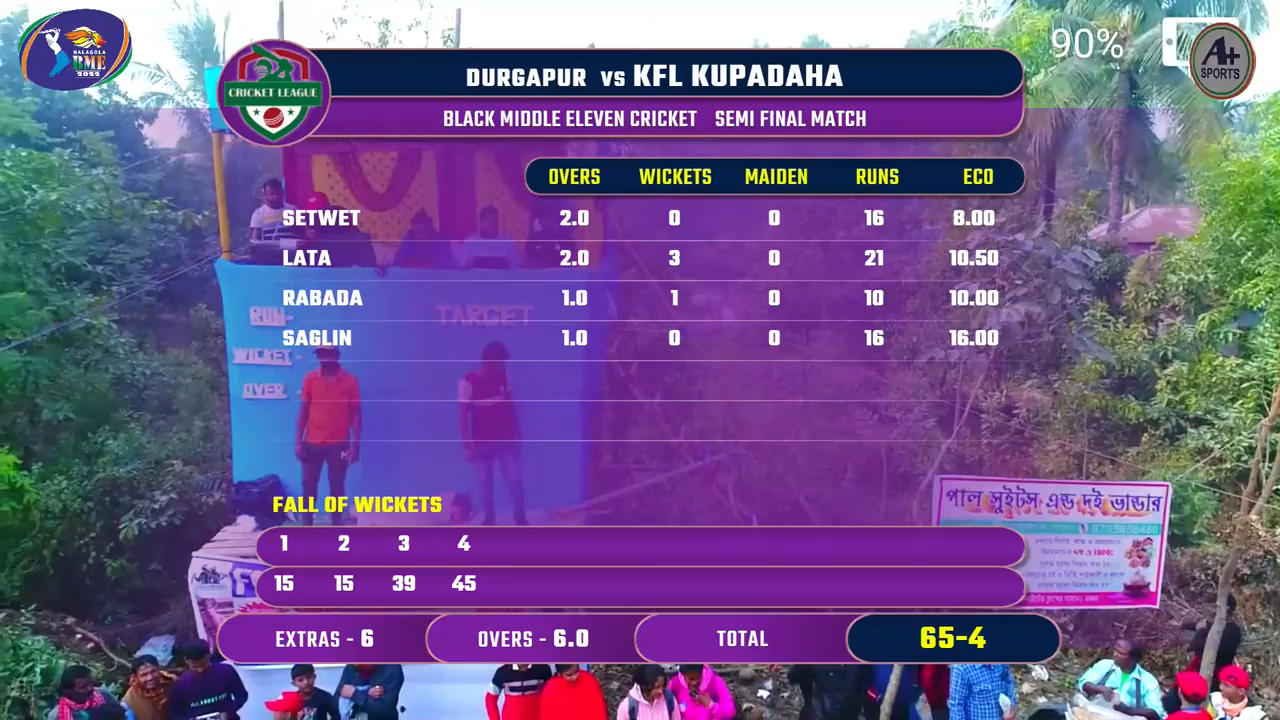 HALAGOLA
BME
2022
90%
A+
SPORTS
CRICKET LEAGUE
DURGAPUR vs KFL KUPADAHA
BLACK MIDDLE ELEVEN CRICKET SEMI FINAL MATCH
OVERS WICKETS MAIDEN RUNS ECO
SETWET 2.0 0 0 16 8.00
LATA 2.0 3 0 21 10.50
RABADA 1.0 1 0 10 10.00
SAGLIN 1.0 0 0 16 16.00
RUN-
TARGET
WICKET-
OVER
FALL OF WICKETS
1 2 3 4
15 15 39 45
পাল সুইটস এন্ড দই ভান্ডার
EXTRAS - 6 OVERS - 6.0 TOTAL 65-4